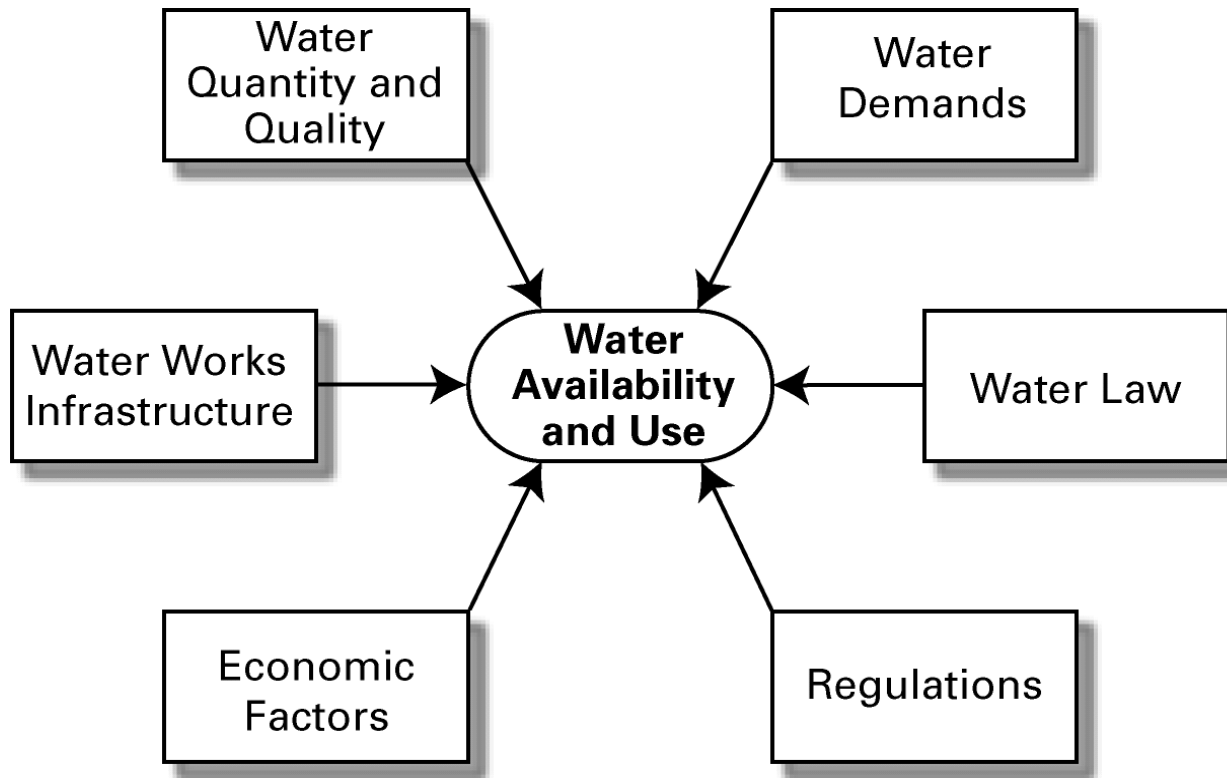 Water
Quantity and
Quality
Water
Demands
Water Works
Infrastructure
Water
Availability
and Use
Water Law
Economic
Factors
Regulations